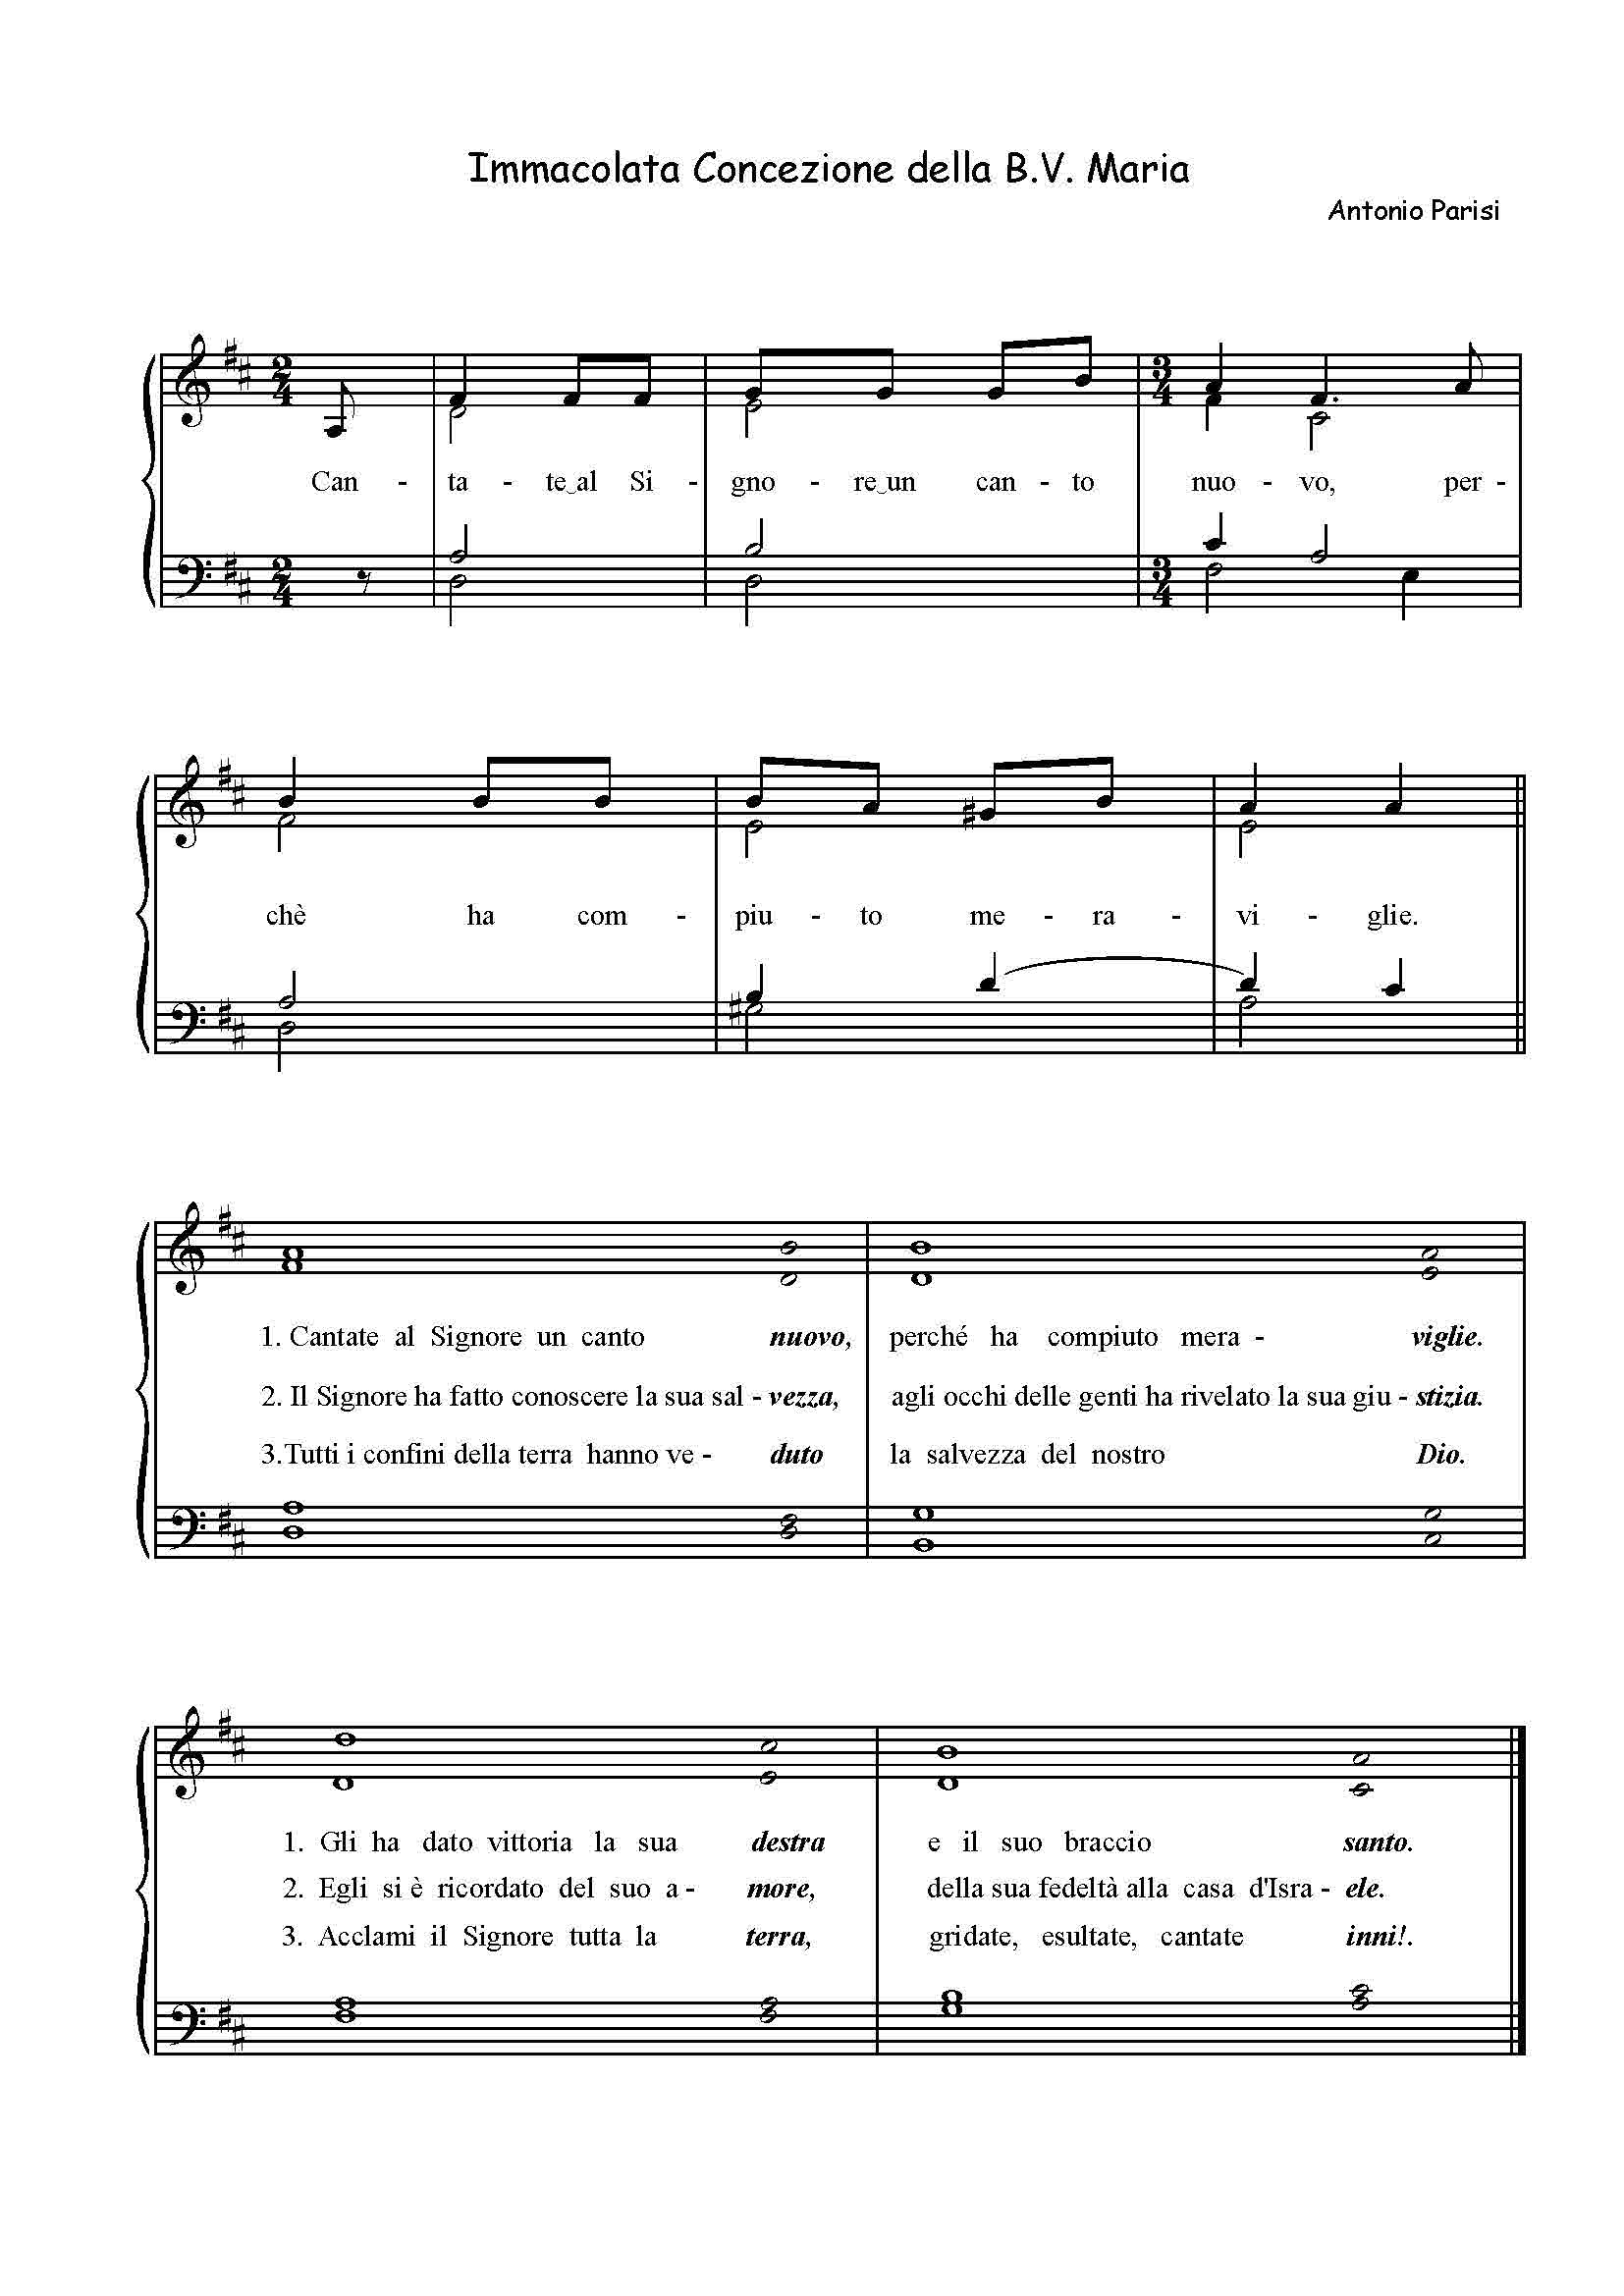 Immacolata Concezione della B.V. Maria
Antonio Parisi
Can - ta - te‿al Si - gno - re‿un can - to nuo - vo, per -
chè ha com - piu - to me - ra - vi - glie.
1. Cantate al Signore un canto nuovo, perché ha compiuto mera - viglie.
2. Il Signore ha fatto conoscere la sua sal - vezza, agli occhi delle genti ha rivelato la sua giu - stizia.
3.Tutti i confini della terra hanno ve - duto la salvezza del nostro Dio.
1. Gli ha dato vittoria la sua destra e il suo braccio santo.
2. Egli si è ricordato del suo a - more, della sua fedeltà alla casa d'Isra - ele.
3. Acclami il Signore tutta la terra, gridate, esultate, cantate inni!.